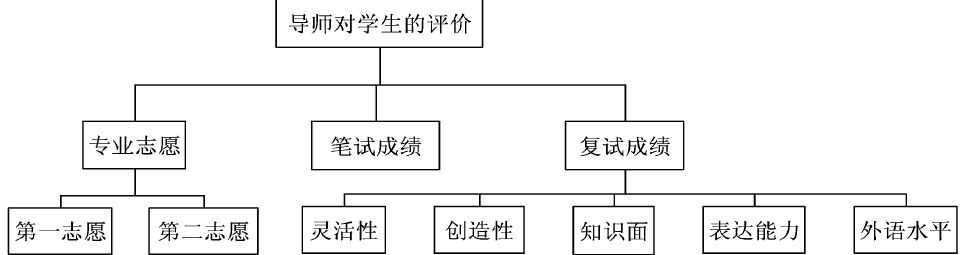 导师对学生的评价
专业志愿
笔试成绩
复试成绩
第一志愿
第二志愿
灵活性
创造性
知识面
表达能力
外语水平